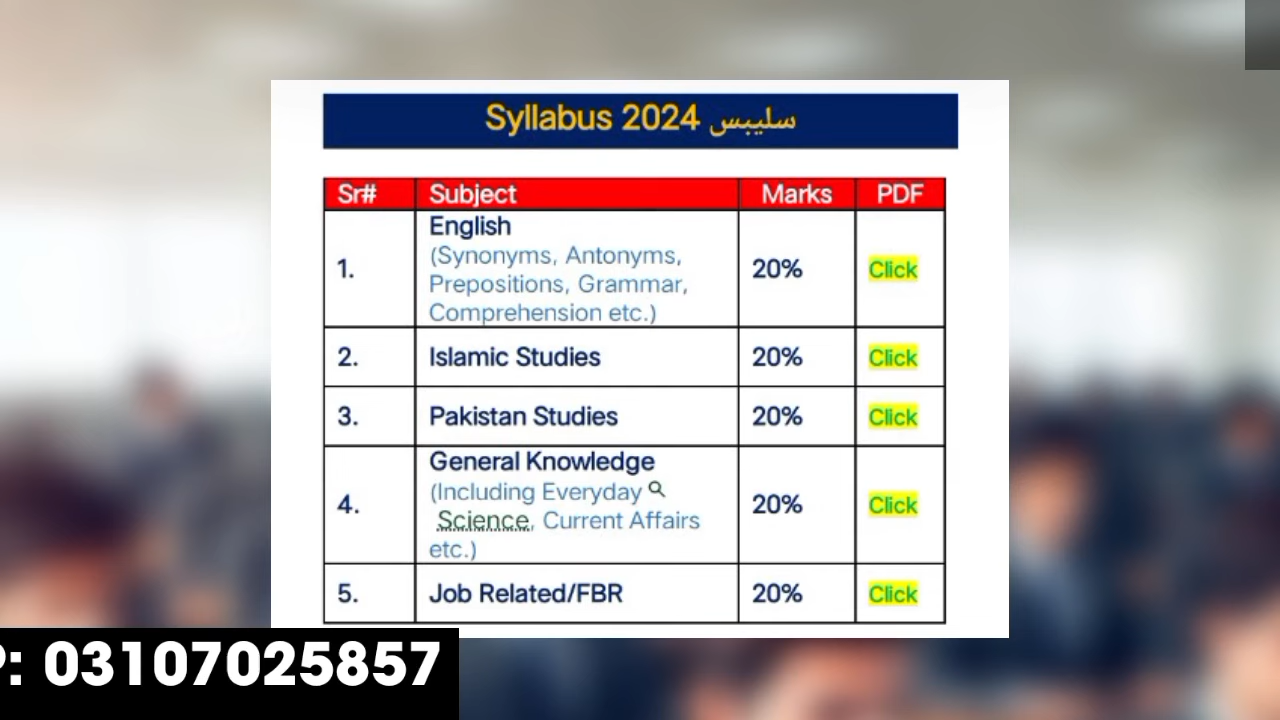 Syllabus 2024 سلیبس
Sr# Subject Marks PDF
English
(Synonyms, Antonyms,
1. Prepositions, Grammar, 20% Click
Comprehension etc.)
2. Islamic Studies 20% Click
3. Pakistan Studies 20% Click
General Knowledge
(Including Everyday
4. Science, Current Affairs 20% Click
etc.)
5. Job Related/FBR 20% Click
: 03107025857